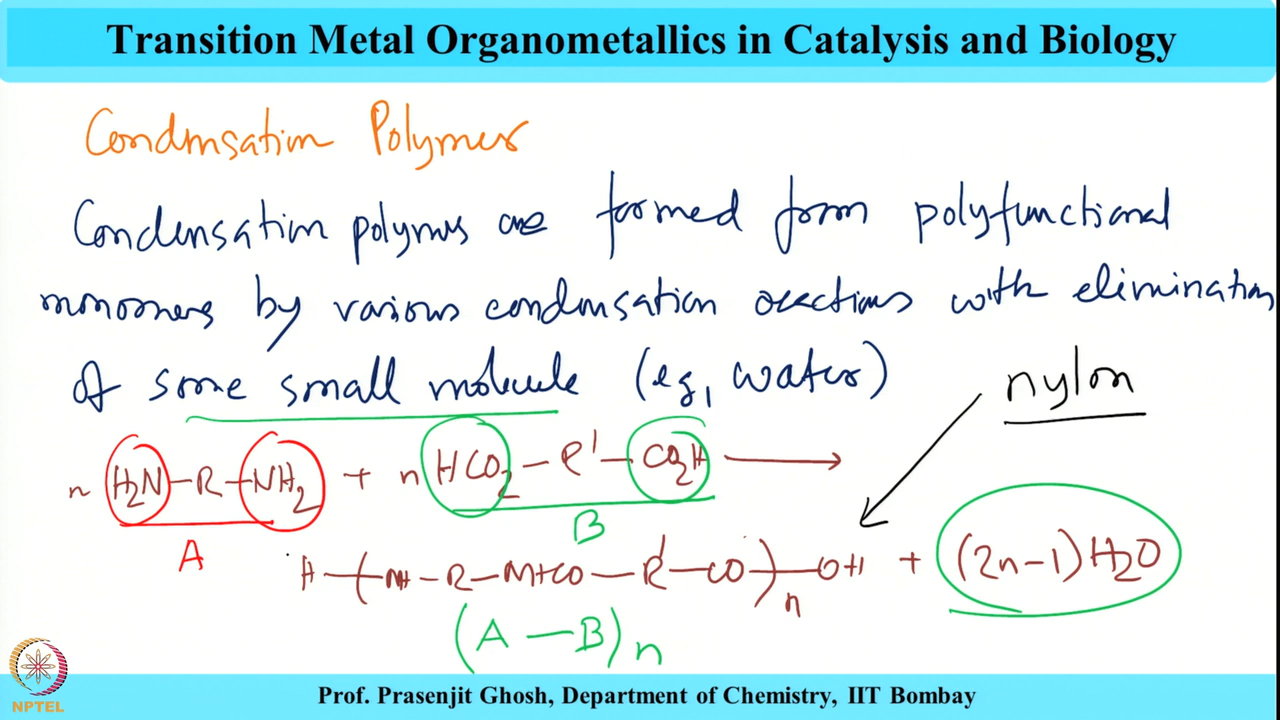 Transition Metal Organometallics in Catalysis and Biology
Condensation Polymers
Condensation polymers are formed form polyfunctional
monomers by various condensation reactions with elimination
of some small molecule (eg, water)
nylon
n H₂N–R–NH₂ + n HCO₂–R'–CO₂H →
A B
H–(NH–R–NHCO–R'–CO)ₙ–OH + (2n-1)H₂O
(A–B)ₙ
NPTEL
Prof. Prasenjit Ghosh, Department of Chemistry, IIT Bombay